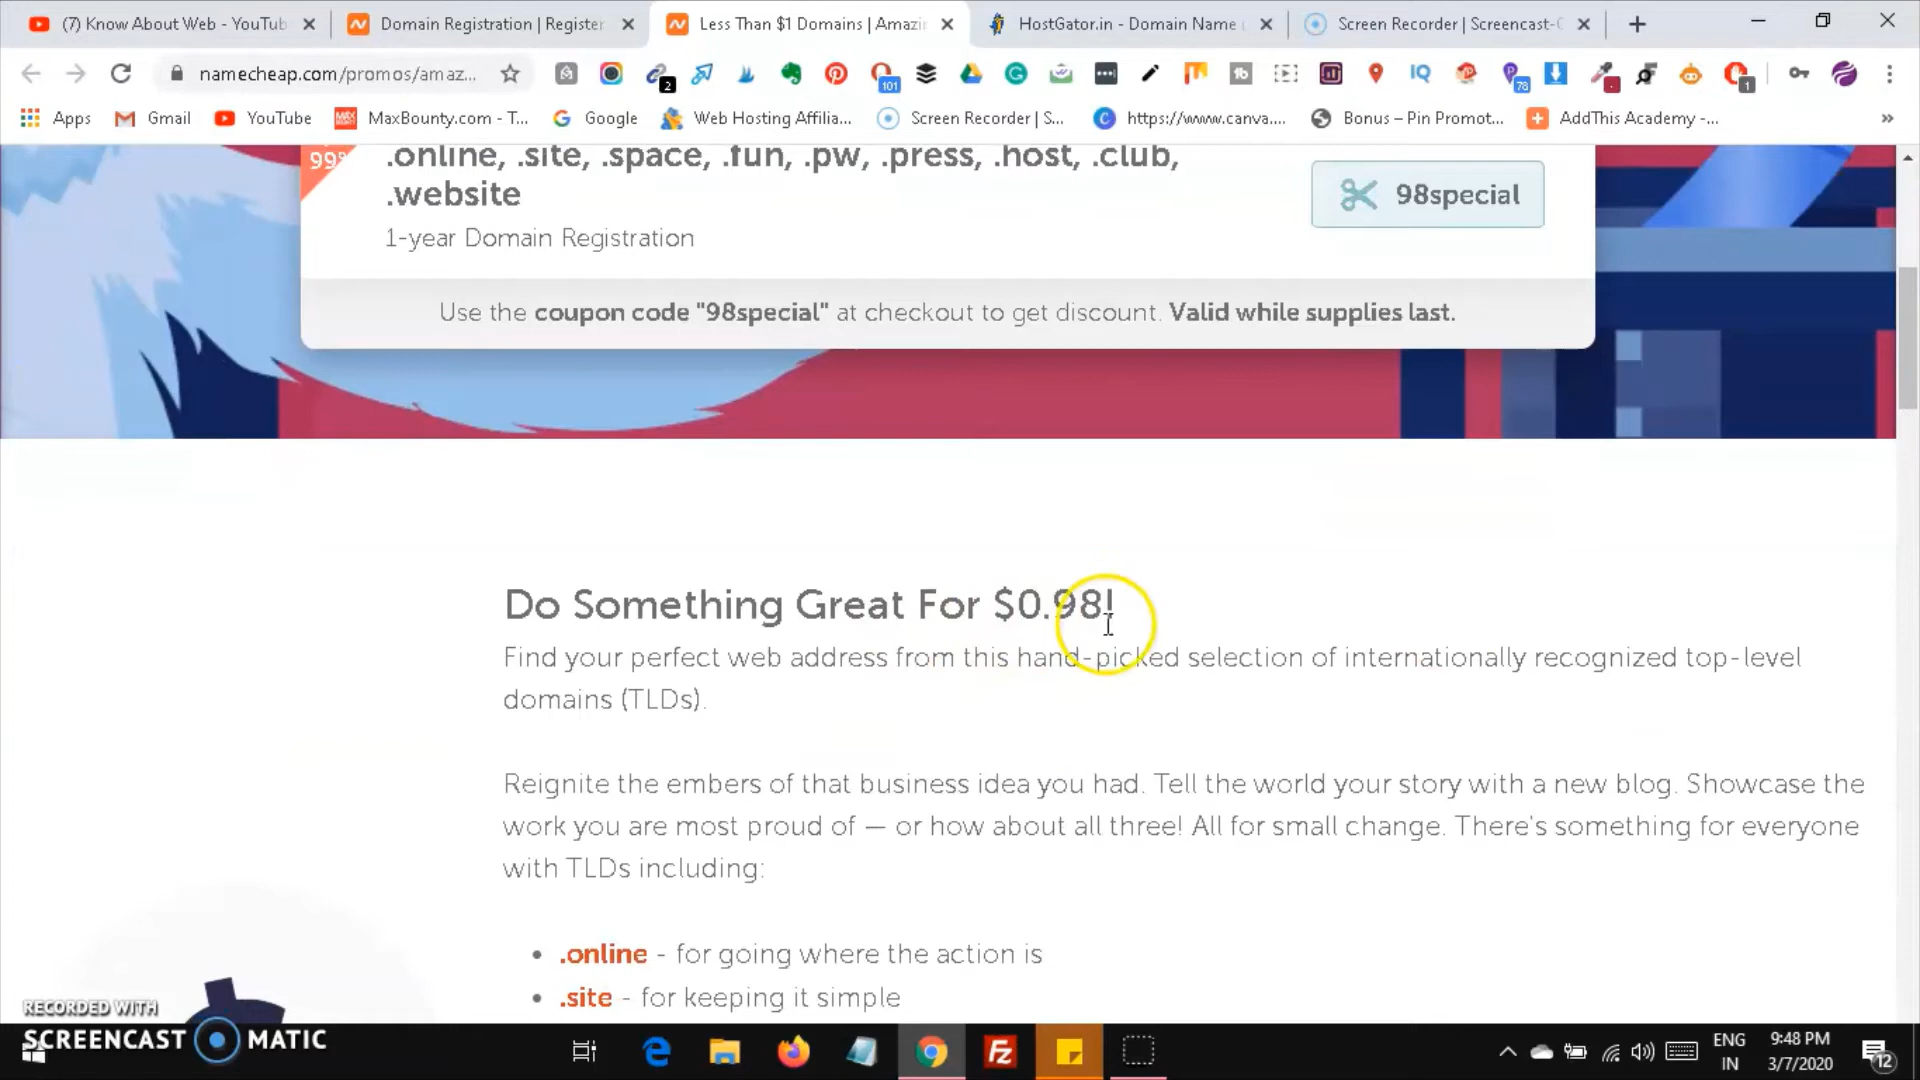 (7) Know About Web - YouTub
Domain Registration | Register
Less Than $1 Domains | Amazi
HostGator.in - Domain Name
Screen Recorder | Screencast-O
namecheap.com/promos/amaz...
2
101
78
1
Apps
Gmail
YouTube
MaxBounty.com - T...
Google
Web Hosting Affilia...
Screen Recorder | S...
https://www.canva....
Bonus – Pin Promot...
AddThis Academy -...
99%
.online, .site, .space, .fun, .pw, .press, .host, .club,
.website
1-year Domain Registration
98special
Use the coupon code "98special" at checkout to get discount. Valid while supplies last.
Do Something Great For $0.98!
Find your perfect web address from this hand-picked selection of internationally recognized top-level
domains (TLDs).
Reignite the embers of that business idea you had. Tell the world your story with a new blog. Showcase the
work you are most proud of — or how about all three! All for small change. There's something for everyone
with TLDs including:
.online - for going where the action is
.site - for keeping it simple
RECORDED WITH
SCREENCAST MATIC
ENG
IN
9:48 PM
3/7/2020
12